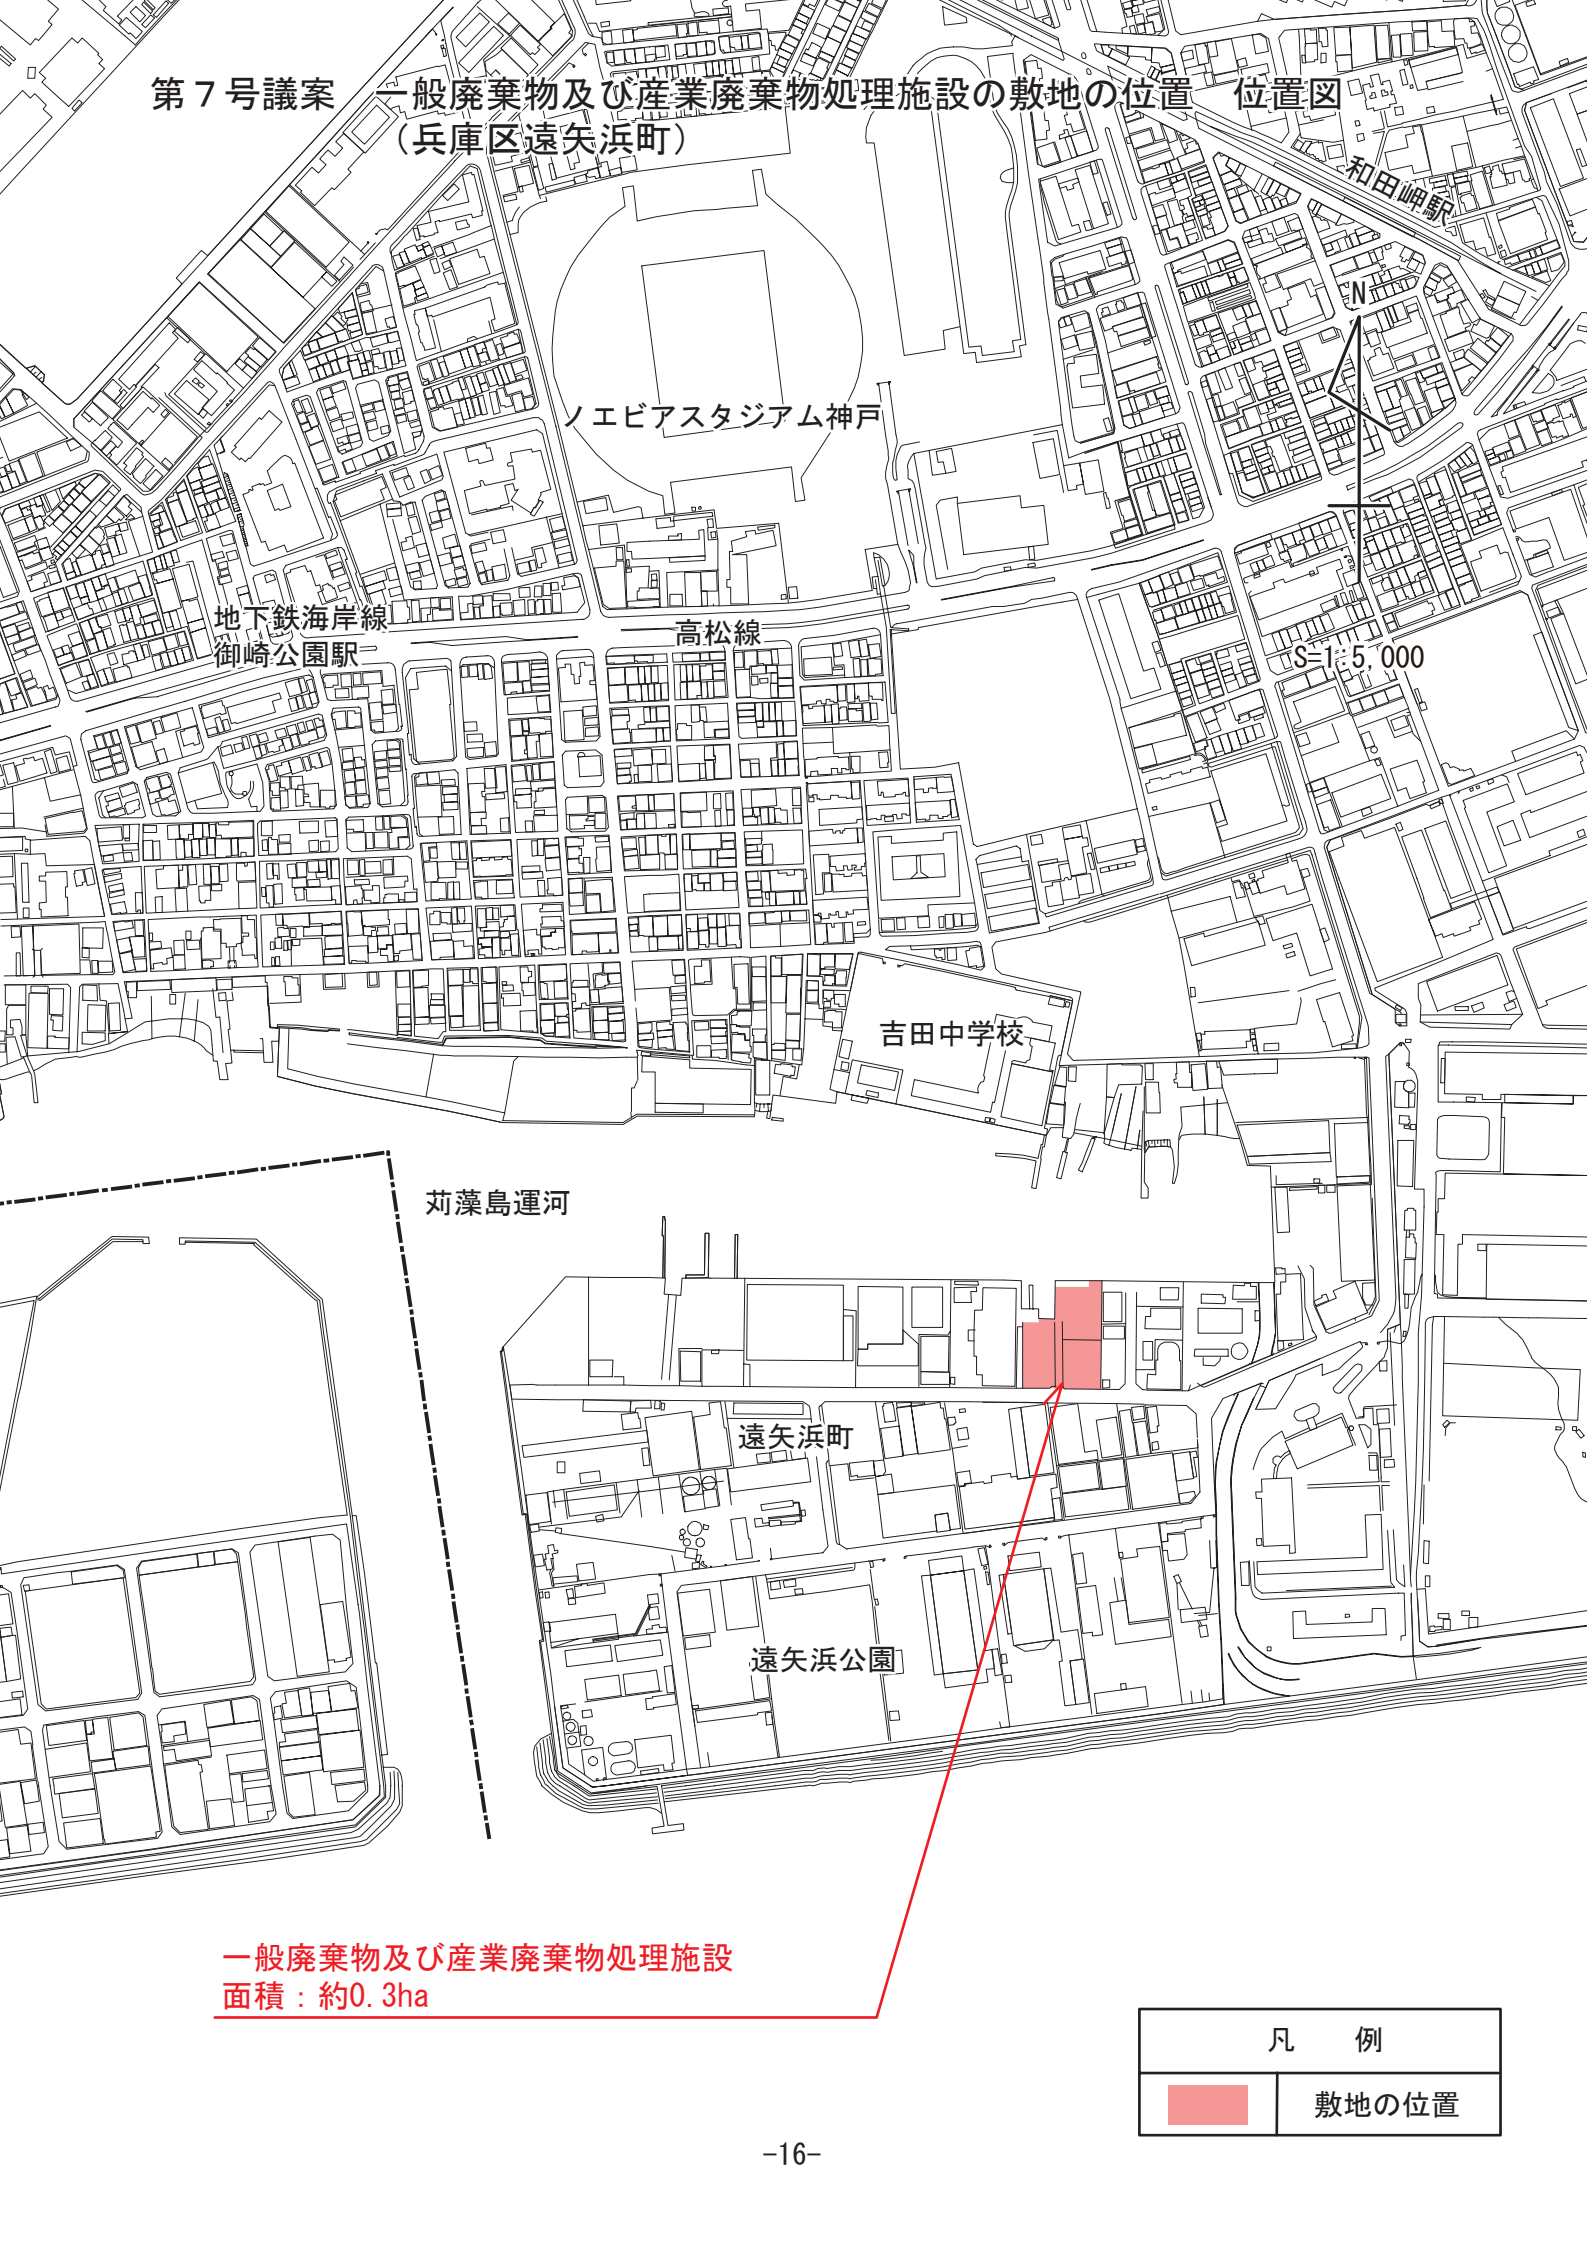 第７号議案　一般廃棄物及び産業廃棄物処理施設の敷地の位置　位置図
（兵庫区遠矢浜町）
和田岬駅
N
ノエビアスタジアム神戸
地下鉄海岸線
御崎公園駅
高松線
S=1:5,000
吉田中学校
苅藻島運河
遠矢浜町
遠矢浜公園
一般廃棄物及び産業廃棄物処理施設
面積：約0.3ha
凡　例
敷地の位置
-16-